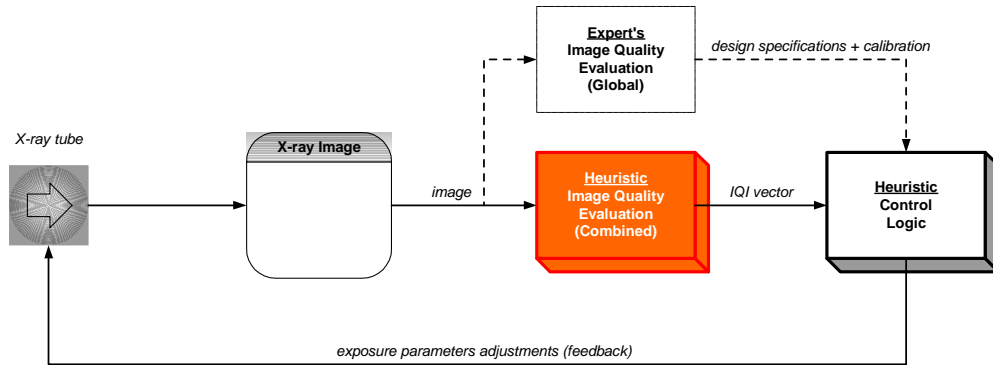 Expert's
Image Quality
Evaluation
(Global)
design specifications + calibration
X-ray tube
X-ray Image
image
Heuristic
Image Quality
Evaluation
(Combined)
IQI vector
Heuristic
Control
Logic
exposure parameters adjustments (feedback)